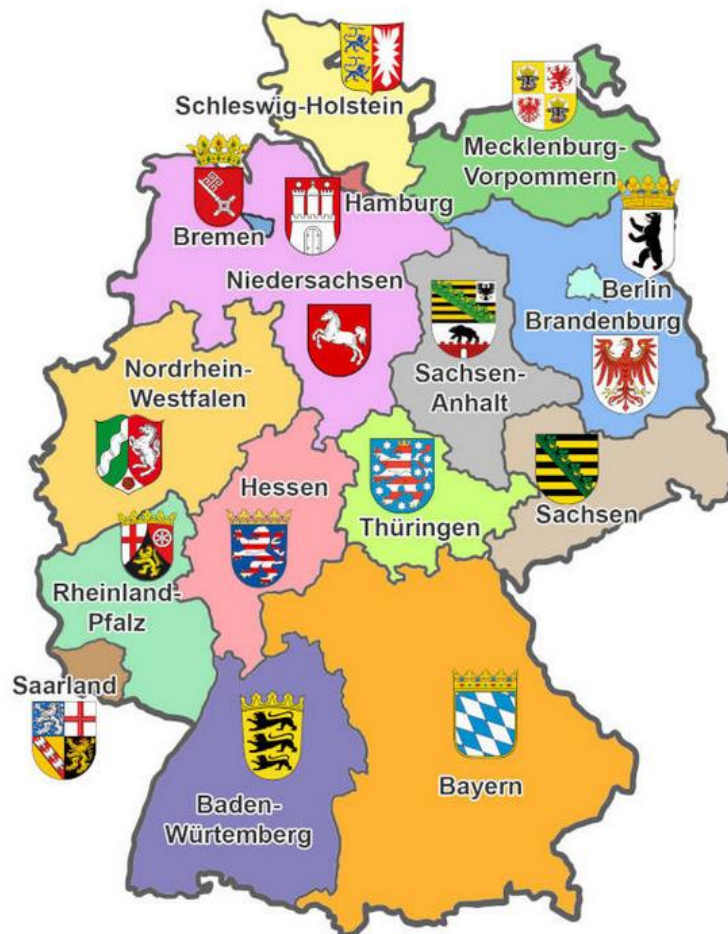 Schleswig-Holstein
Mecklenburg-
Vorpommern
Hamburg
Bremen
Niedersachsen
Berlin
Brandenburg
Nordrhein-
Westfalen
Sachsen-
Anhalt
Hessen
Thüringen
Sachsen
Rheinland-
Pfalz
Saarland
Bayern
Baden-
Würtemberg